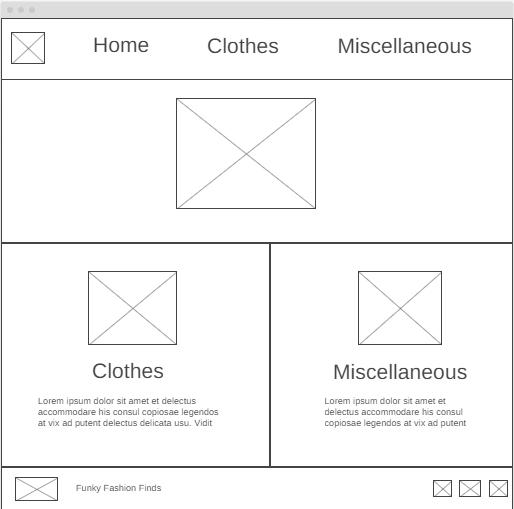 Home Clothes Miscellaneous
Clothes
Lorem ipsum dolor sit amet et delectus
accommodare his consul copiosae legendos
at vix ad putent delectus delicata usu. Vidit
Miscellaneous
Lorem ipsum dolor sit amet et
delectus accommodare his consul
copiosae legendos at vix ad putent
Funky Fashion Finds